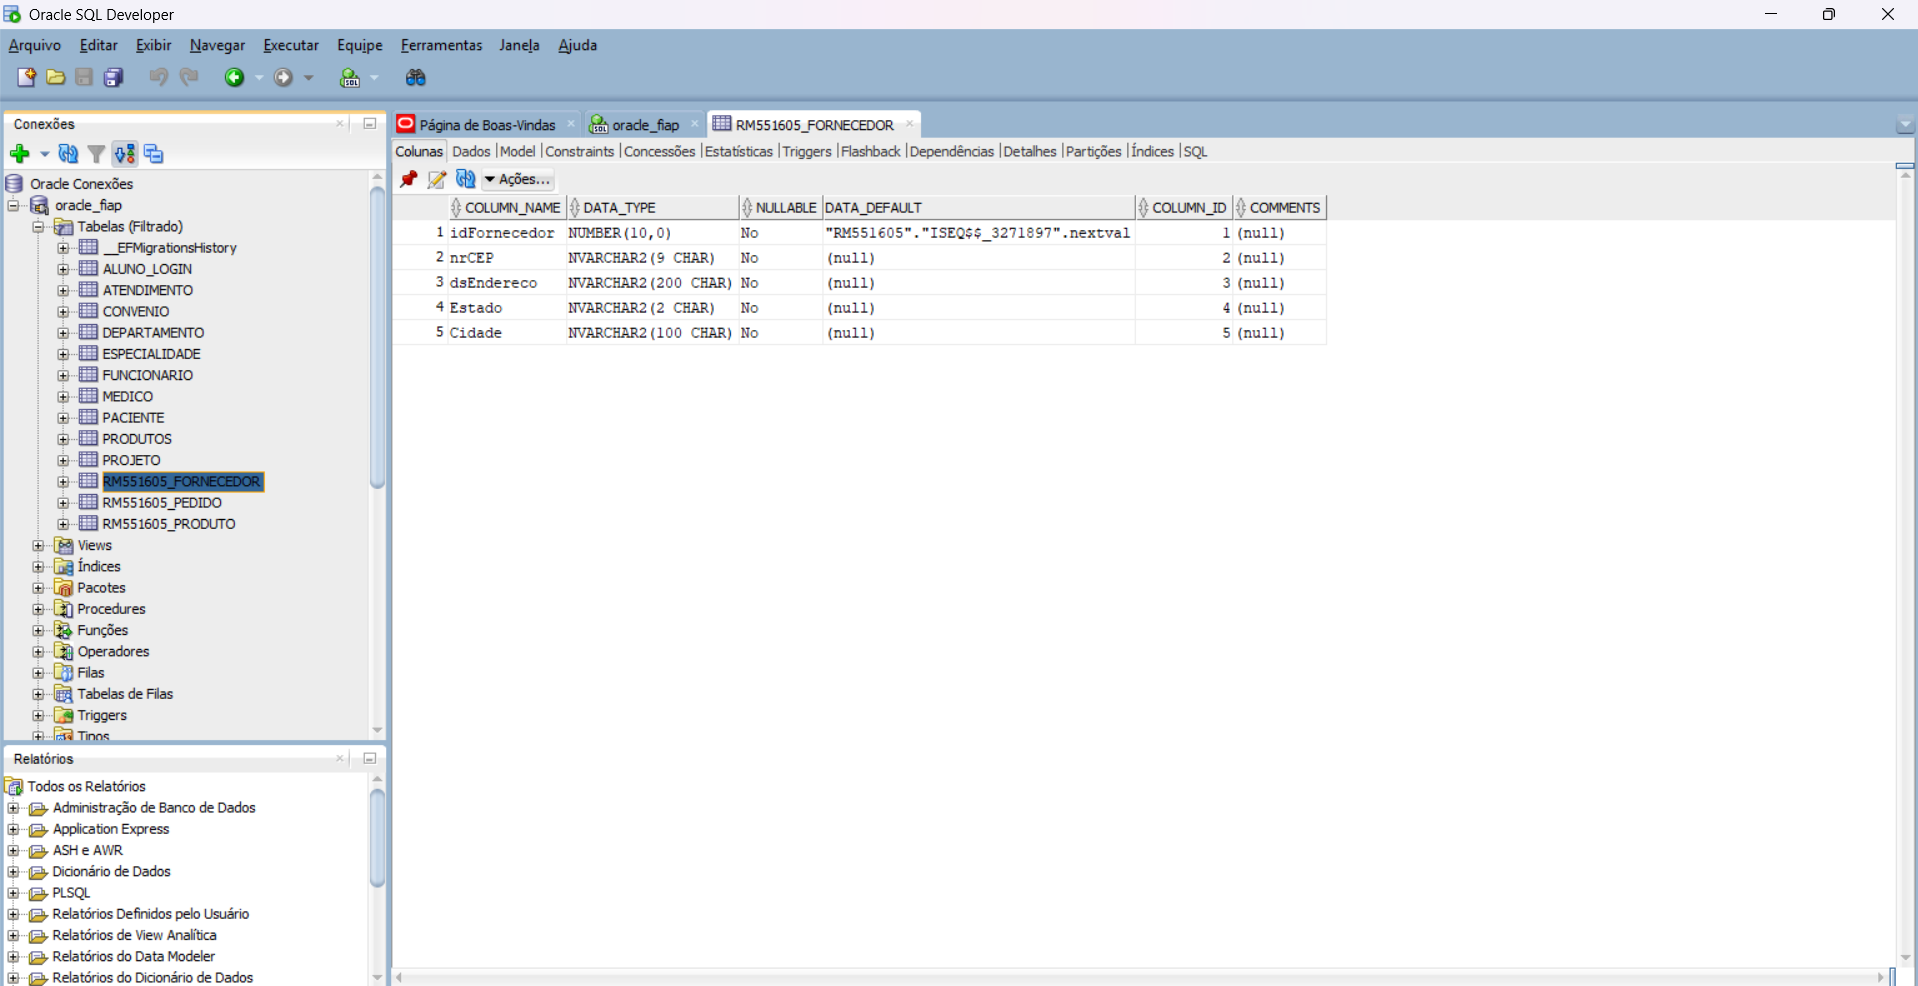 Oracle SQL Developer
Arquivo Editar Exibir Navegar Executar Equipe Ferramentas Janela Ajuda
Conexões
Oracle Conexões
oracle_fiap
Tabelas (Filtrado)
__EFMigrationsHistory
ALUNO_LOGIN
ATENDIMENTO
CONVENIO
DEPARTAMENTO
ESPECIALIDADE
FUNCIONARIO
MEDICO
PACIENTE
PRODUTOS
PROJETO
RM551605_FORNECEDOR
RM551605_PEDIDO
RM551605_PRODUTO
Views
Índices
Pacotes
Procedures
Funções
Operadores
Filas
Tabelas de Filas
Triggers
Tipos
Relatórios
Todos os Relatórios
Administração de Banco de Dados
Application Express
ASH e AWR
Dicionário de Dados
PLSQL
Relatórios Definidos pelo Usuário
Relatórios de View Analítica
Relatórios do Data Modeler
Relatórios do Dicionário de Dados
Página de Boas-Vindas oracle_fiap RM551605_FORNECEDOR
Colunas Dados Model Constraints Concessões Estatísticas Triggers Flashback Dependências Detalhes Partições Índices SQL
Ações...
COLUMN_NAME DATA_TYPE NULLABLE DATA_DEFAULT COLUMN_ID COMMENTS
1 idFornecedor NUMBER(10,0) No "RM551605"."ISEQ$$_3271897".nextval 1 (null)
2 nrCEP NVARCHAR2(9 CHAR) No (null) 2 (null)
3 dsEndereco NVARCHAR2(200 CHAR) No (null) 3 (null)
4 Estado NVARCHAR2(2 CHAR) No (null) 4 (null)
5 Cidade NVARCHAR2(100 CHAR) No (null) 5 (null)